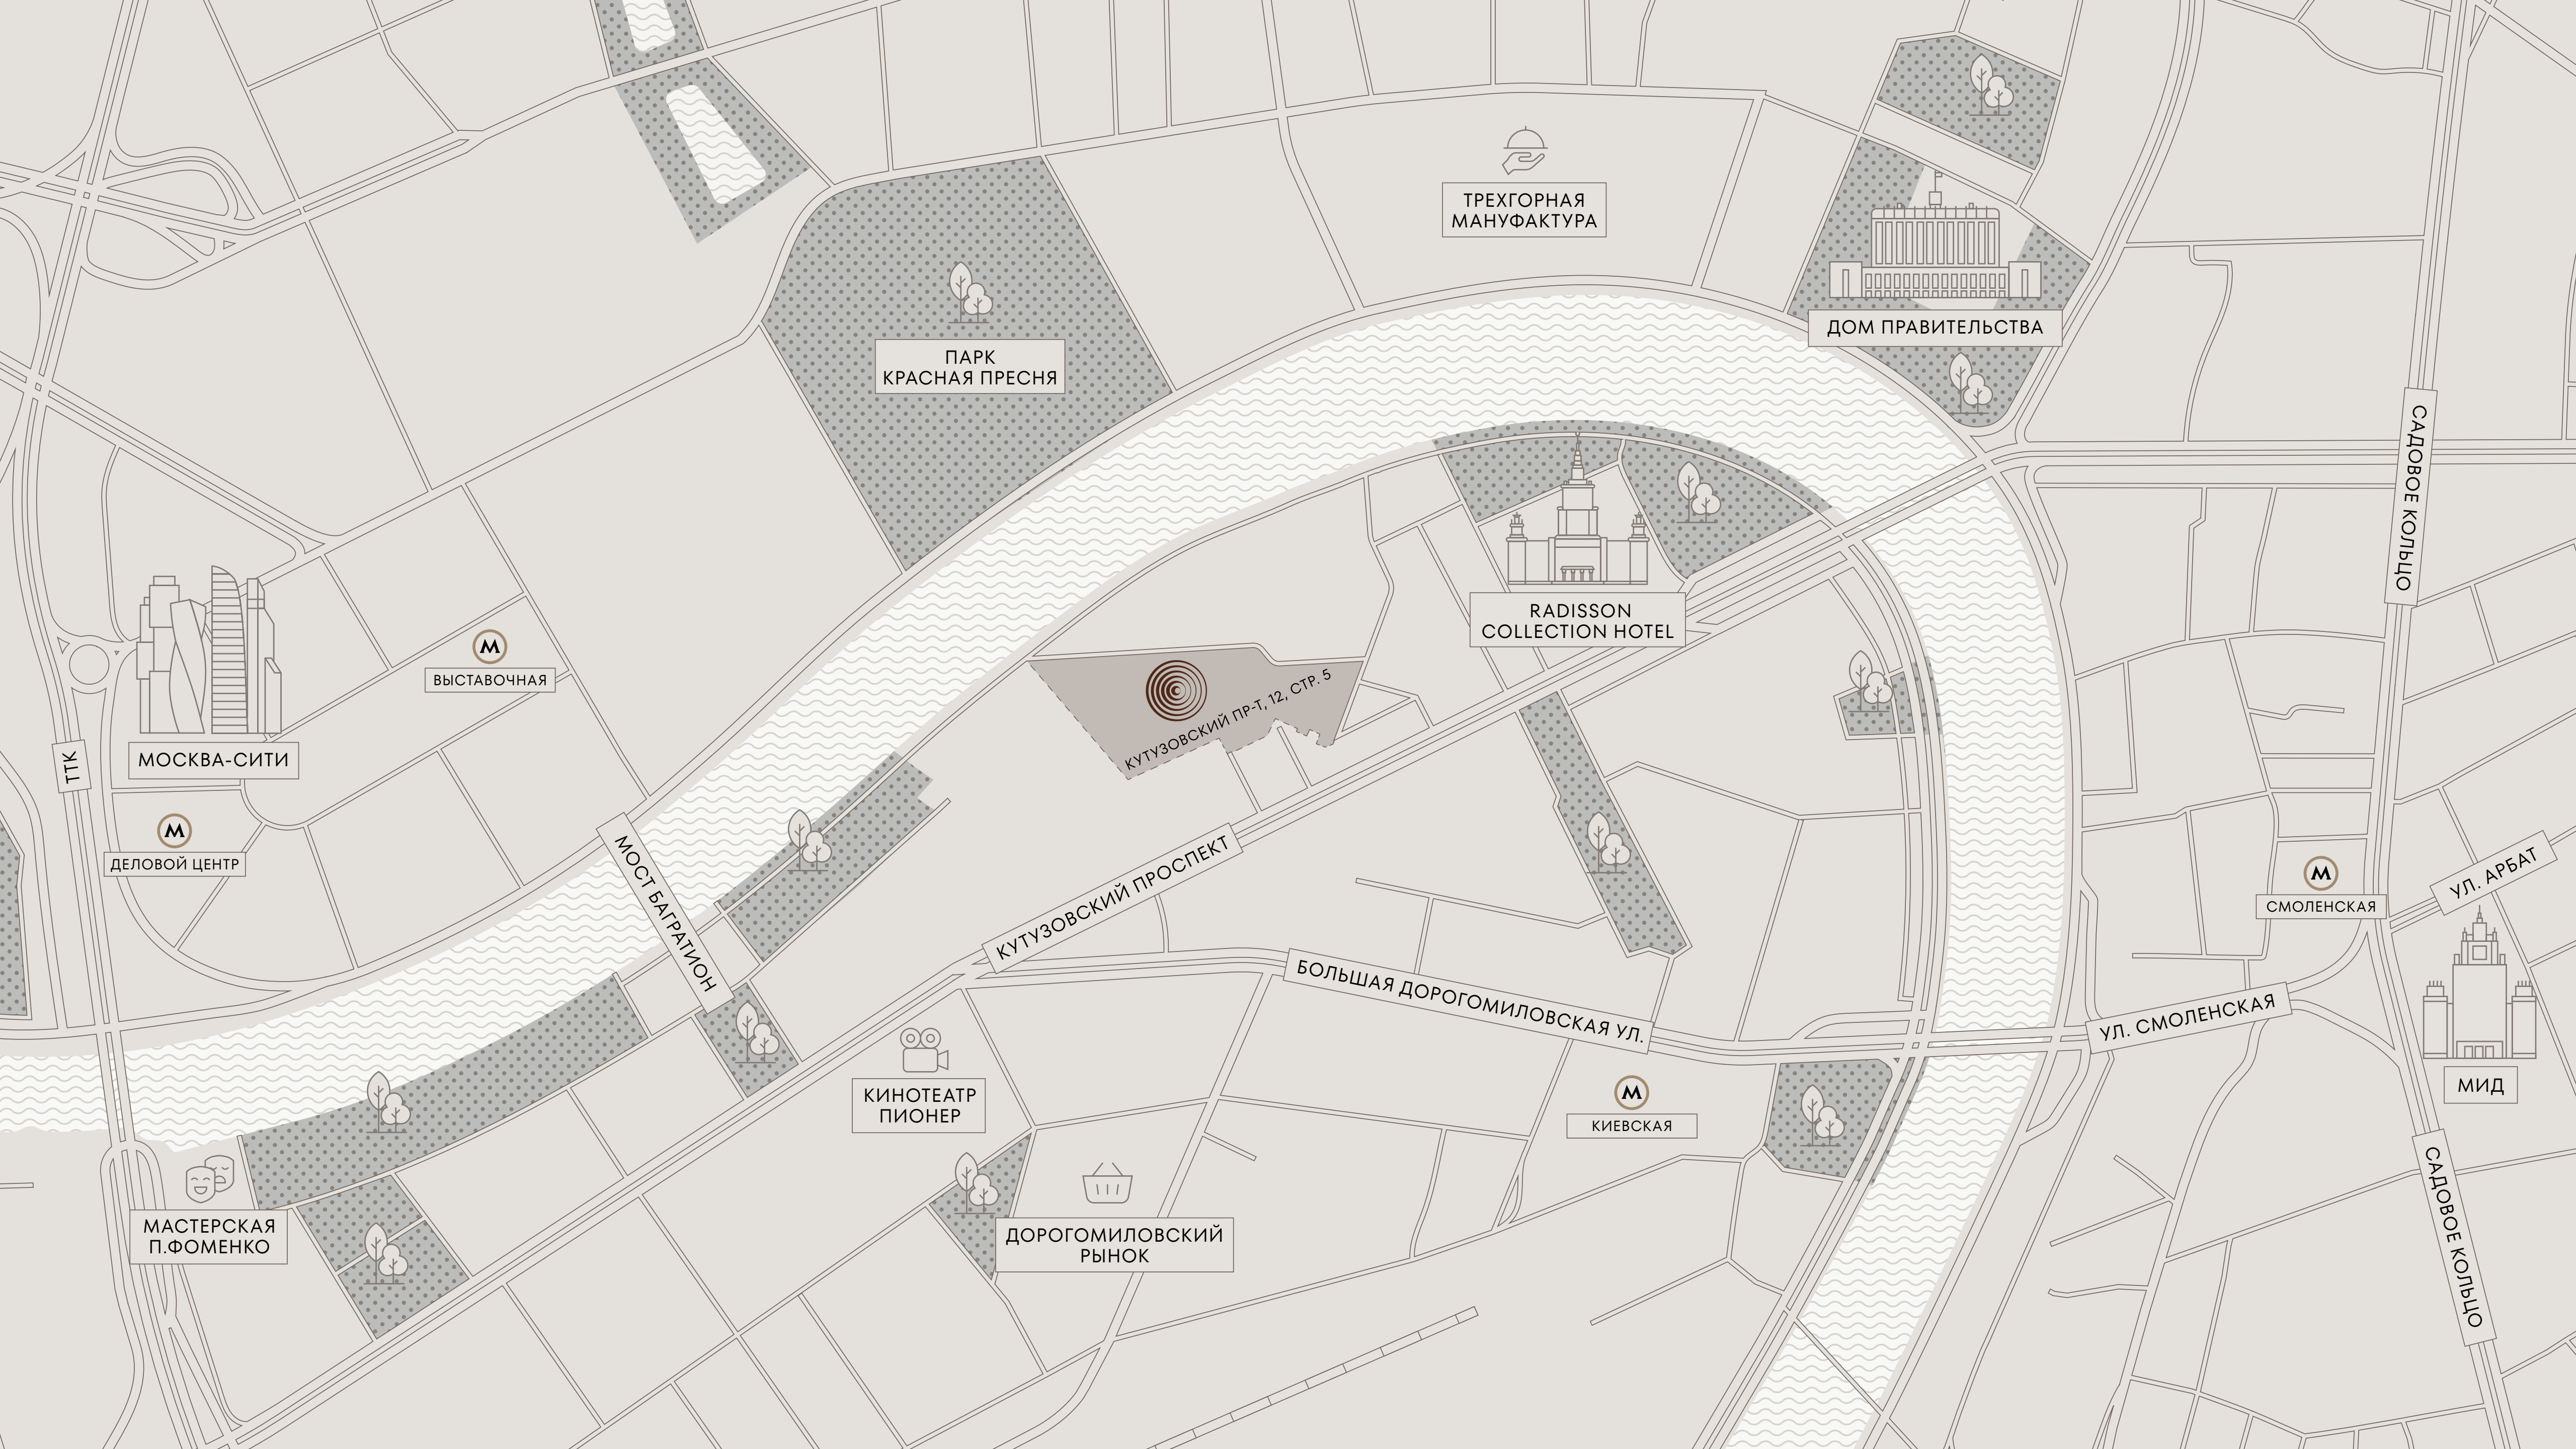 ТРЕХГОРНАЯ
МАНУФАКТУРА
ДОМ ПРАВИТЕЛЬСТВА
ПАРК
КРАСНАЯ ПРЕСНЯ
САДОВОЕ КОЛЬЦО
RADISSON
COLLECTION HOTEL
М
ВЫСТАВОЧНАЯ
КУТУЗОВСКИЙ ПР-Т, 12, СТР. 5
МОСКВА-СИТИ
ТТК
М
ДЕЛОВОЙ ЦЕНТР
МОСТ БАГРАТИОН
КУТУЗОВСКИЙ ПРОСПЕКТ
М
СМОЛЕНСКАЯ
УЛ. АРБАТ
БОЛЬШАЯ ДОРОГОМИЛОВСКАЯ УЛ.
УЛ. СМОЛЕНСКАЯ
МИД
КИНОТЕАТР
ПИОНЕР
М
КИЕВСКАЯ
МАСТЕРСКАЯ
П.ФОМЕНКО
ДОРОГОМИЛОВСКИЙ
РЫНОК
САДОВОЕ КОЛЬЦО